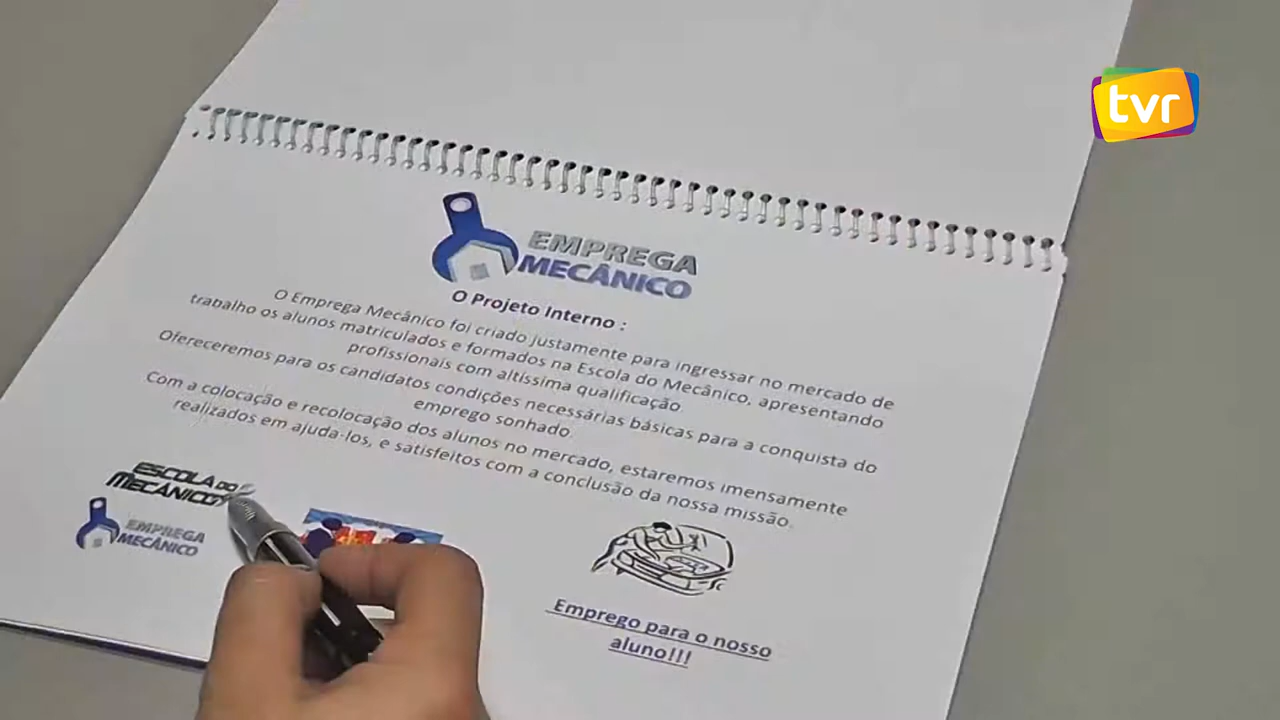 tvr
EMPREGA
MECÂNICO
O Projeto Interno :
O Emprega Mecânico foi criado justamente para ingressar no mercado de
trabalho os alunos matriculados e formados na Escola do Mecânico, apresentando
profissionais com altíssima qualificação.
Ofereceremos para os candidatos condições necessárias básicas para a conquista do
emprego sonhado.
Com a colocação e recolocação dos alunos no mercado, estaremos imensamente
realizados em ajuda-los, e satisfeitos com a conclusão da nossa missão.
ESCOLA DO
MECÂNICO
EMPREGA
MECÂNICO
Emprego para o nosso
aluno!!!